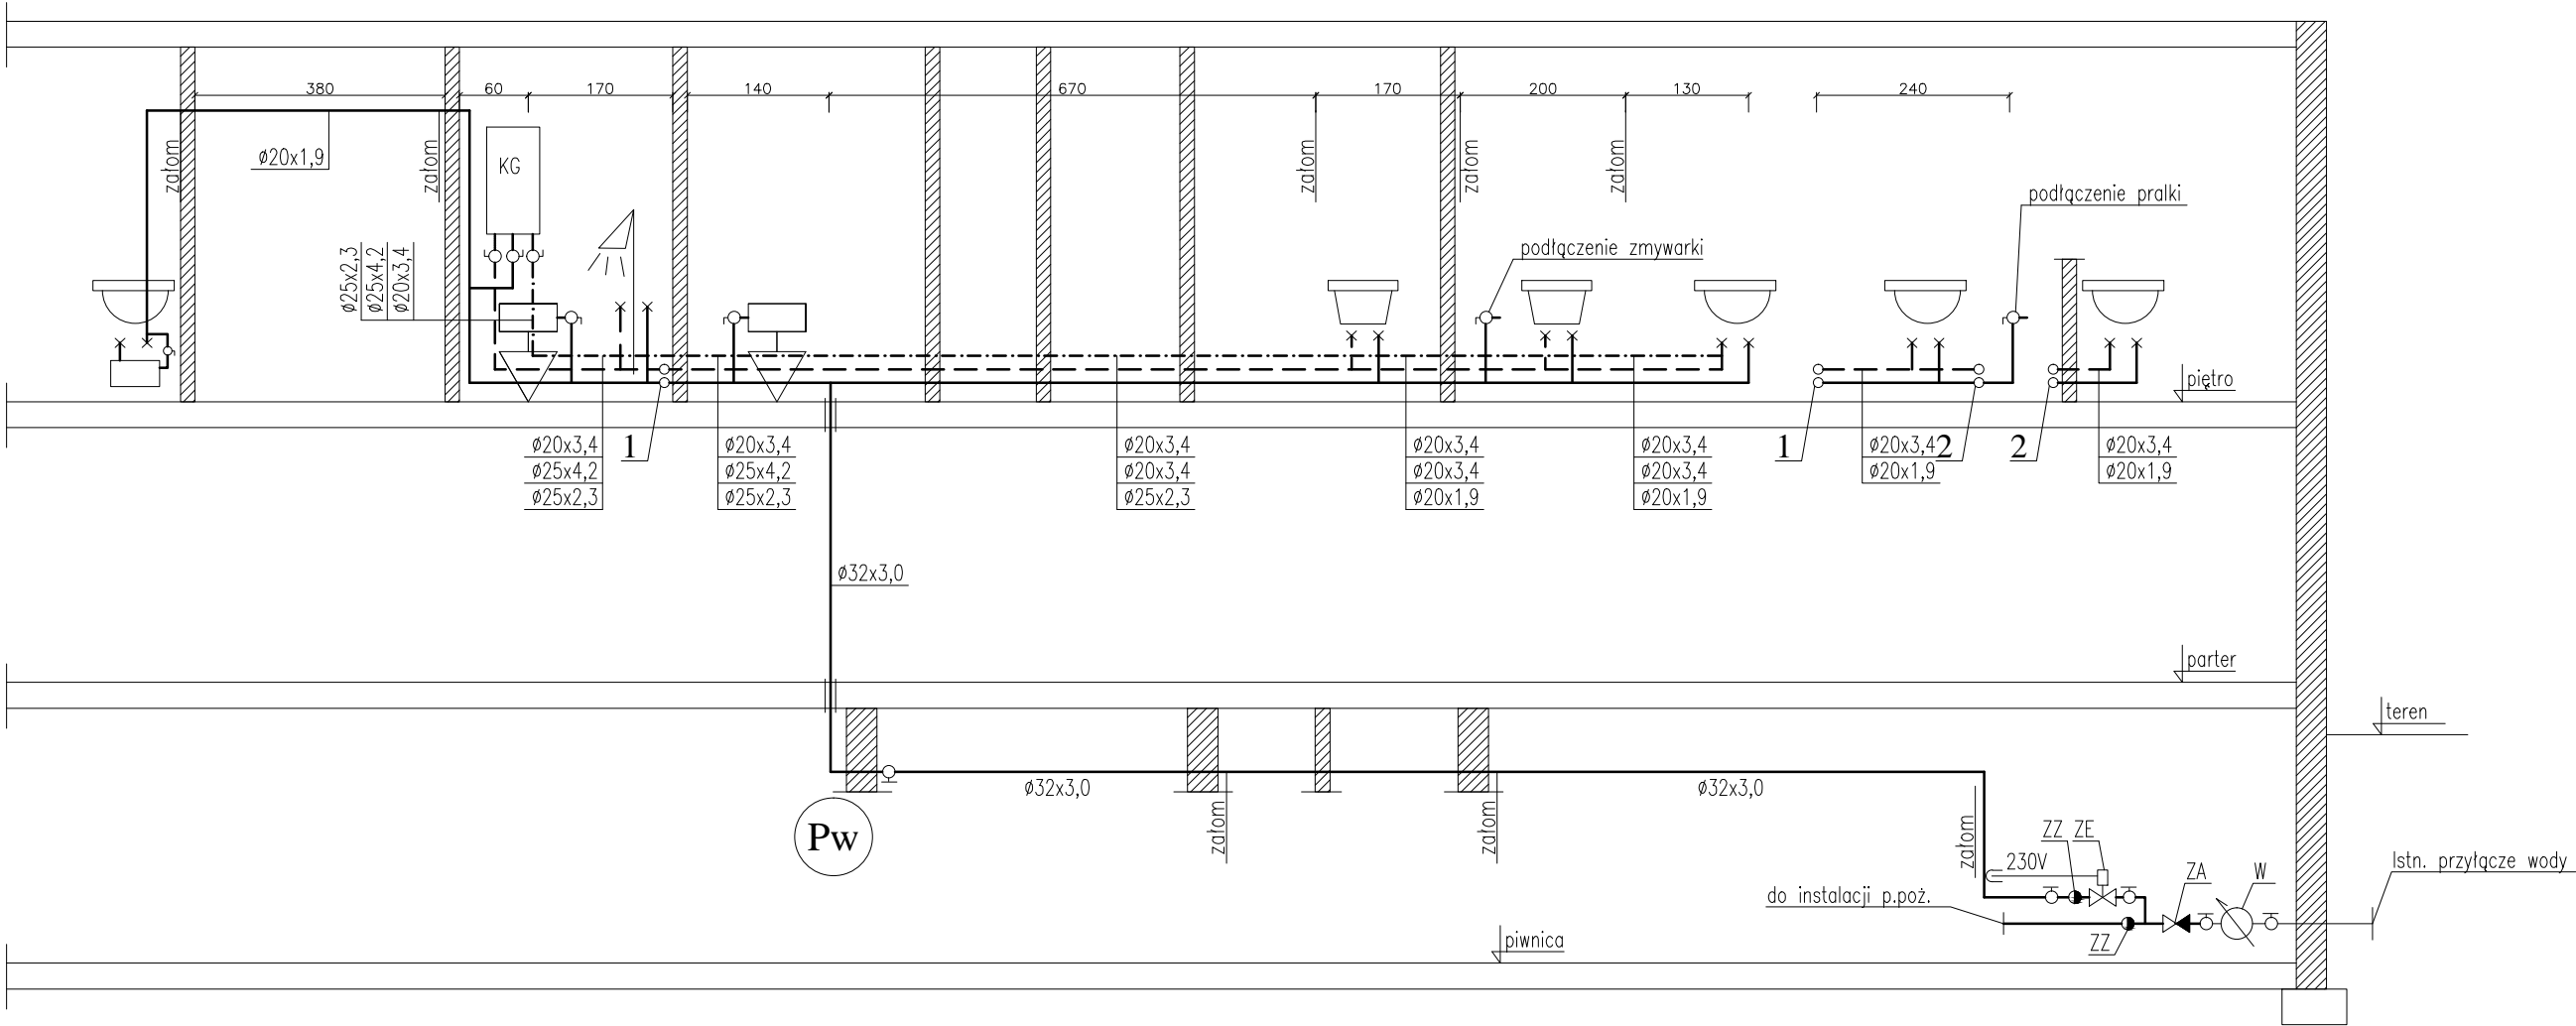 380
60
170
140
670
170
200
130
240
załom
ø20x1,9
załom
KG
załom
załom
załom
podłączenie pralki
podłączenie zmywarki
ø25x2,3
ø25x4,2
ø20x3,4
piętro
ø20x3,4
ø25x4,2
ø25x2,3
1
ø20x3,4
ø25x4,2
ø25x2,3
ø20x3,4
ø20x3,4
ø25x2,3
ø20x3,4
ø20x3,4
ø20x1,9
ø20x3,4
ø20x3,4
ø20x1,9
1
ø20x3,4
ø20x1,9
2
2
ø20x3,4
ø20x1,9
ø32x3,0
parter
teren
ø32x3,0
ø32x3,0
załom
załom
załom
Pw
ZZ ZE
230V
ZA
W
Istn. przyłącze wody
do instalacji p.poż.
ZZ
piwnica